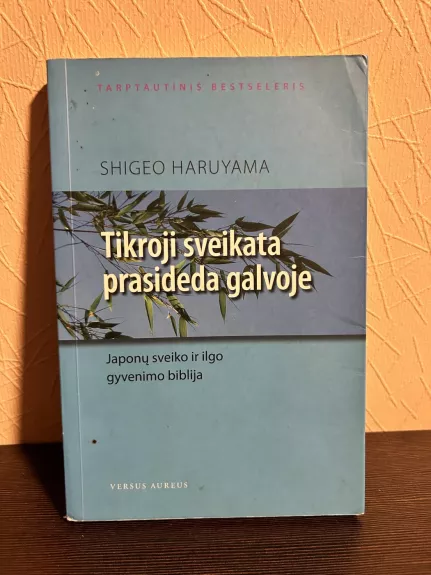 TARPTAUTINIS BESTSELERIS
SHIGEO HARUYAMA
Tikroji sveikata
prasideda galvoje
Japonų sveiko ir ilgo
gyvenimo biblija
VERSUS AUREUS